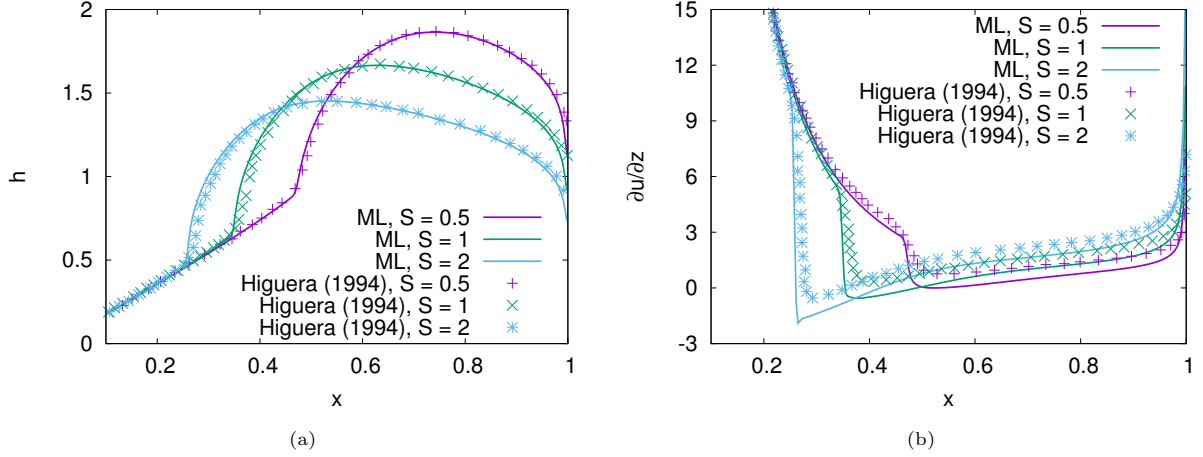 2
1.5
1
0.5
0
h
0.2
0.4
0.6
0.8
1
x
ML, S = 0.5
ML, S = 1
ML, S = 2
Higuera (1994), S = 0.5
Higuera (1994), S = 1
Higuera (1994), S = 2
(a)
15
12
9
6
3
0
-3
∂u/∂z
0.2
0.4
0.6
0.8
1
x
ML, S = 0.5
ML, S = 1
ML, S = 2
Higuera (1994), S = 0.5
Higuera (1994), S = 1
Higuera (1994), S = 2
(b)